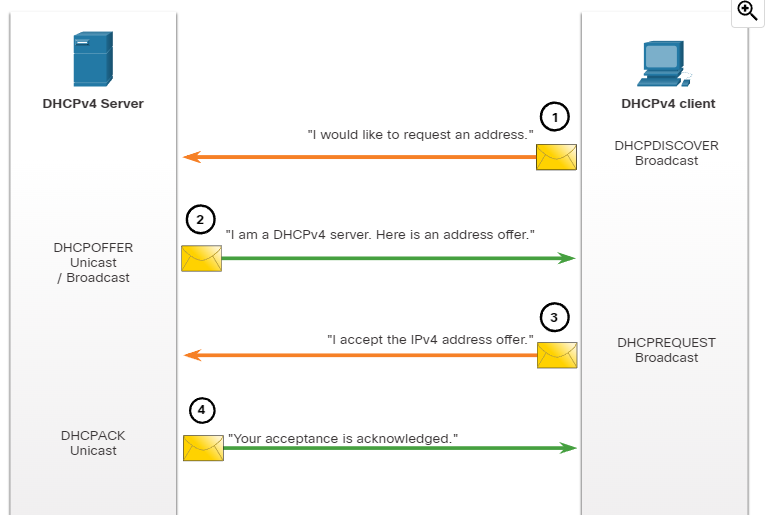 DHCPv4 Server
DHCPv4 client
1
"I would like to request an address."
DHCPDISCOVER
Broadcast
2
"I am a DHCPv4 server. Here is an address offer."
DHCPOFFER
Unicast
/ Broadcast
3
"I accept the IPv4 address offer."
DHCPREQUEST
Broadcast
4
"Your acceptance is acknowledged."
DHCPACK
Unicast